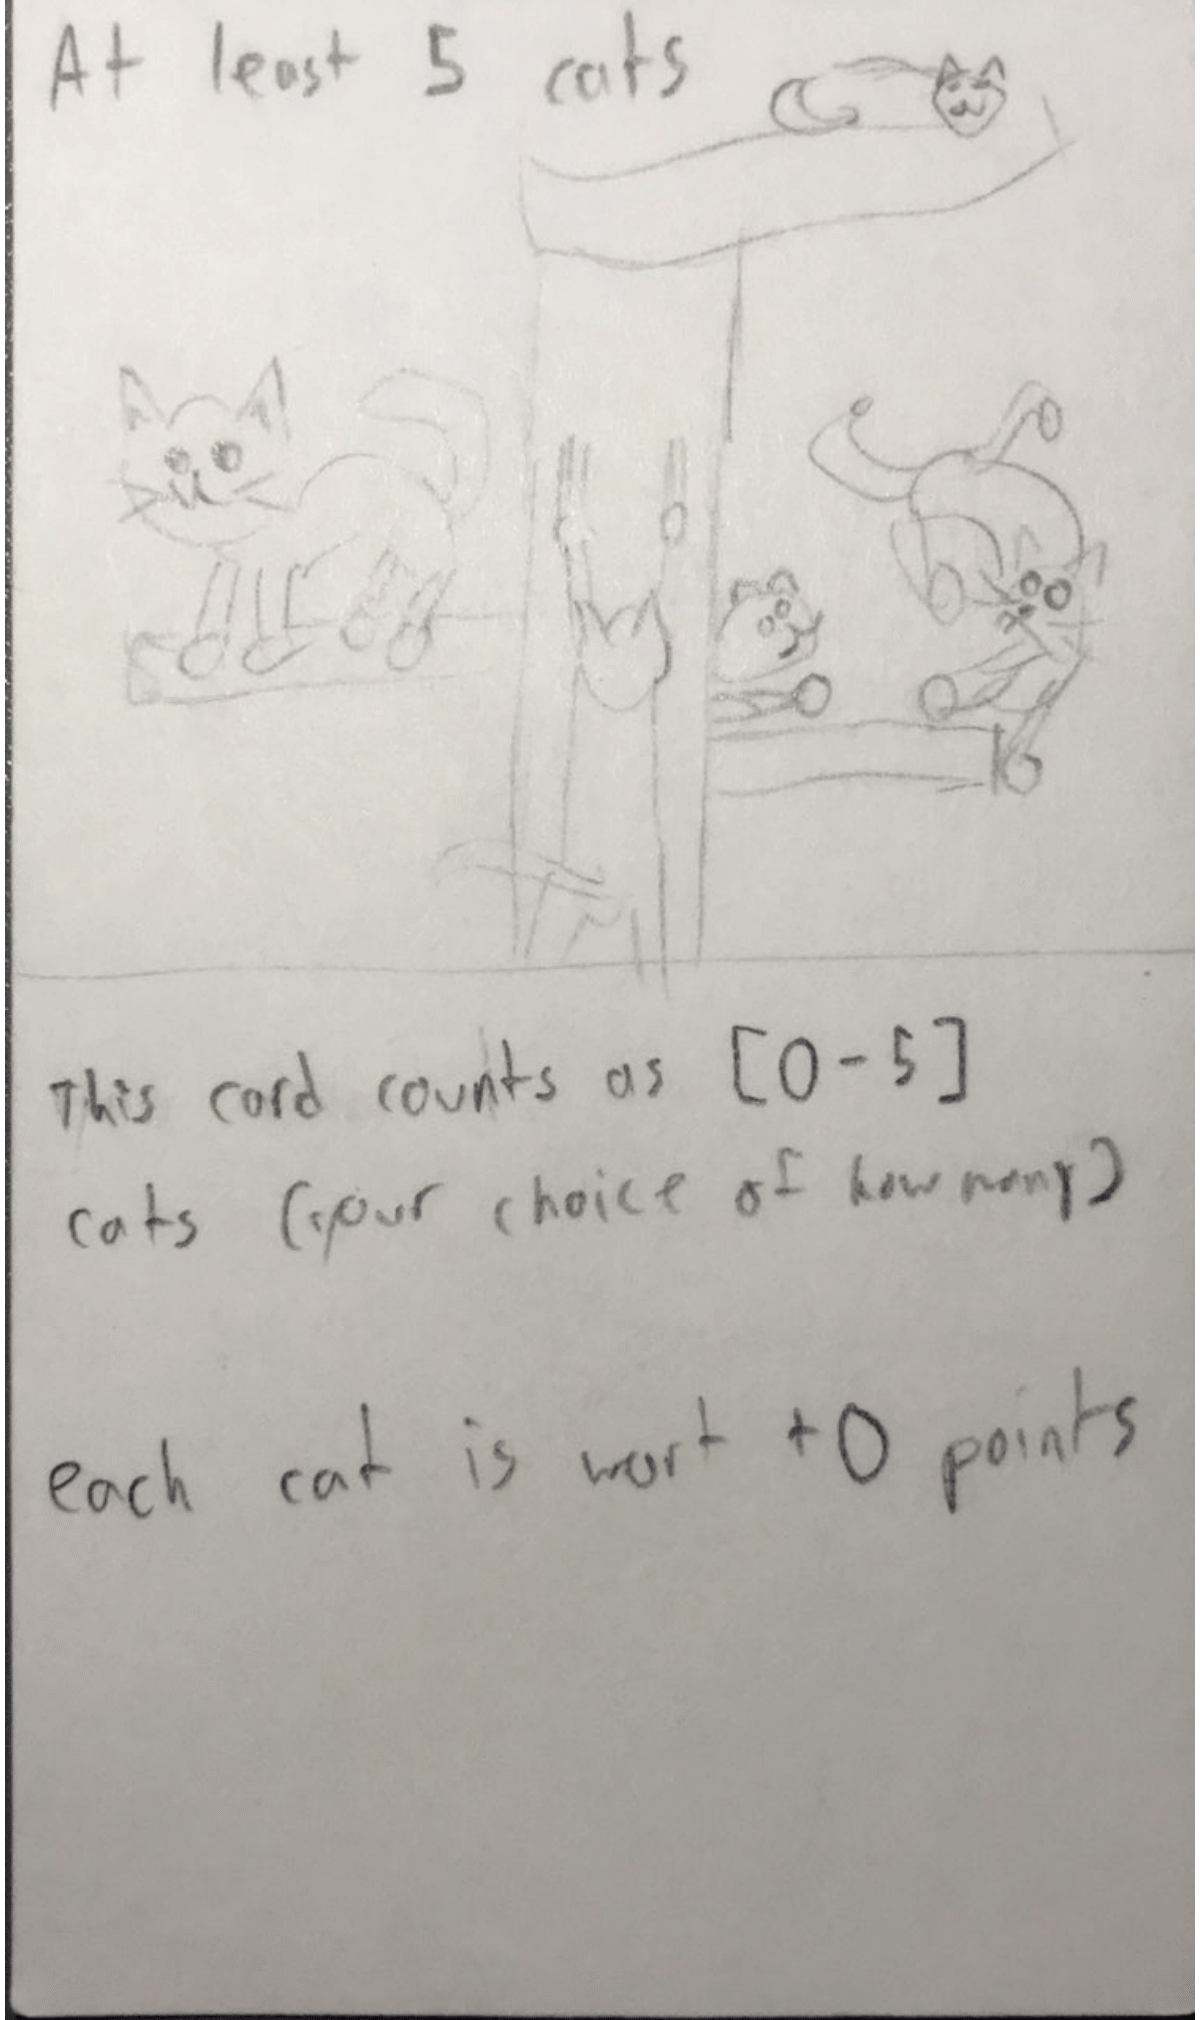 At least 5 cats
This card counts as [0-5]
cats (your choice of how many)
each cat is wort +0 points